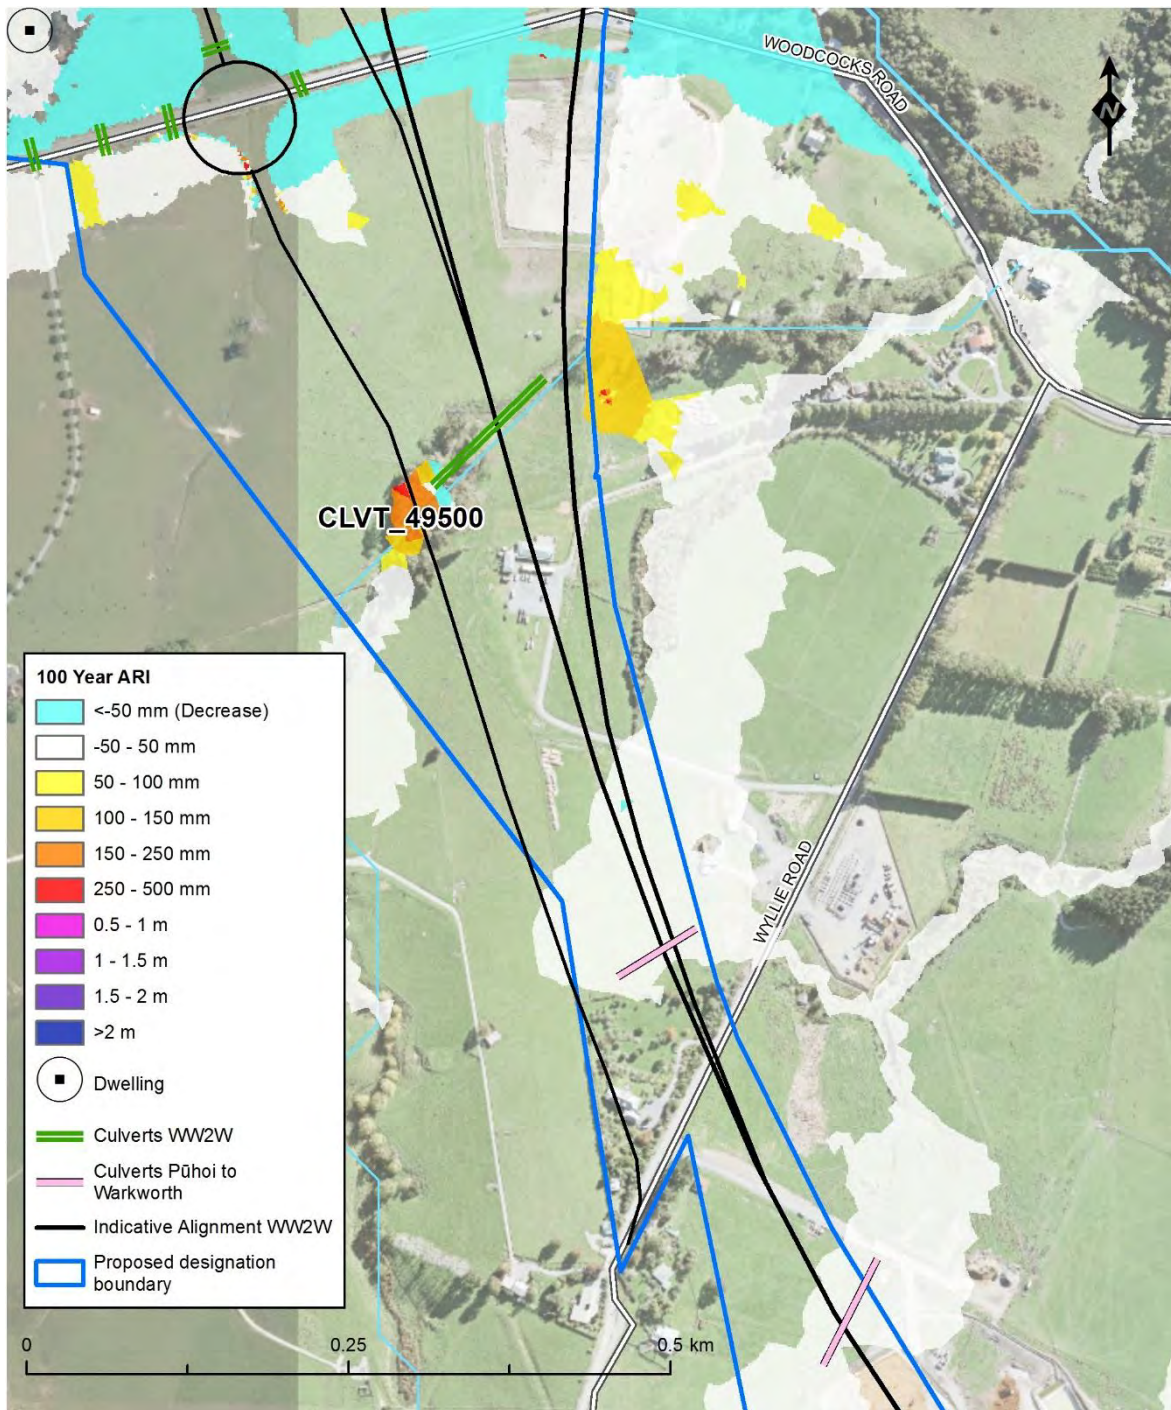 WOODCOCKS ROAD
N
CLVT_49500
WYLLIE ROAD
100 Year ARI
<-50 mm (Decrease)
-50 - 50 mm
50 - 100 mm
100 - 150 mm
150 - 250 mm
250 - 500 mm
0.5 - 1 m
1 - 1.5 m
1.5 - 2 m
>2 m
Dwelling
Culverts WW2W
Culverts Pūhoi to
Warkworth
Indicative Alignment WW2W
Proposed designation
boundary
0 0.25 0.5 km